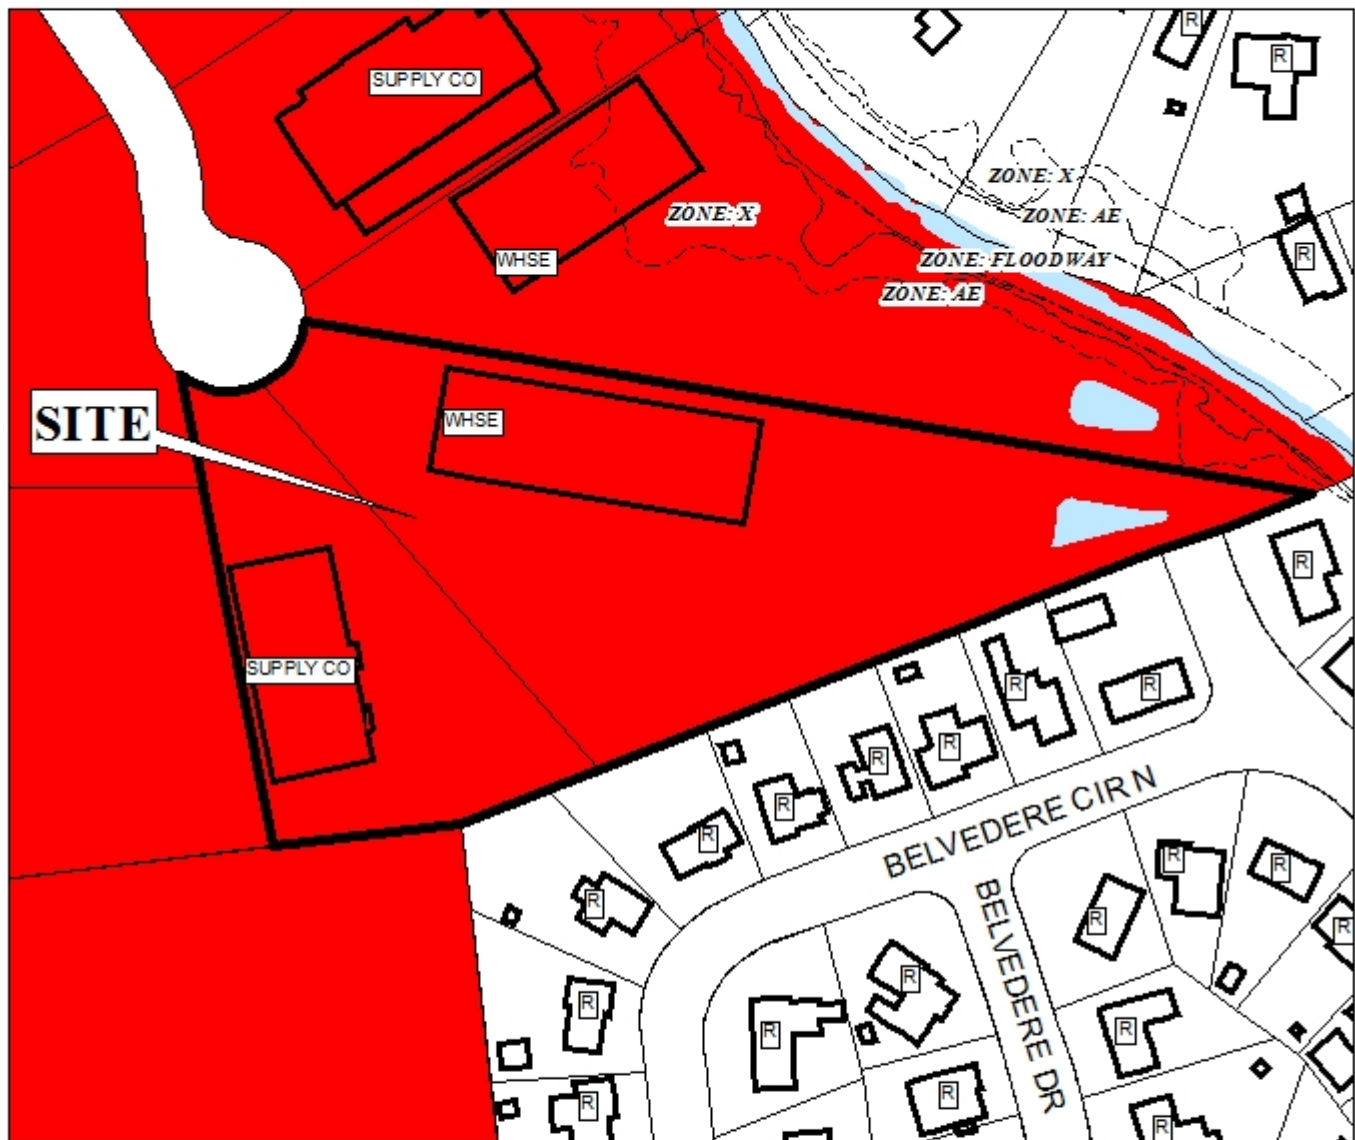 R
R
SUPPLY CO
ZONE: X
ZONE: X
ZONE: AE
WHSE
ZONE: FLOODWAY
R
ZONE: AE
SITE
WHSE
R
SUPPLY CO
R
R
R
R
R
R
BELVEDERE CIR N
R
R
R
BELVEDERE DR
R
R
R
R
R
R
R
R
R
R